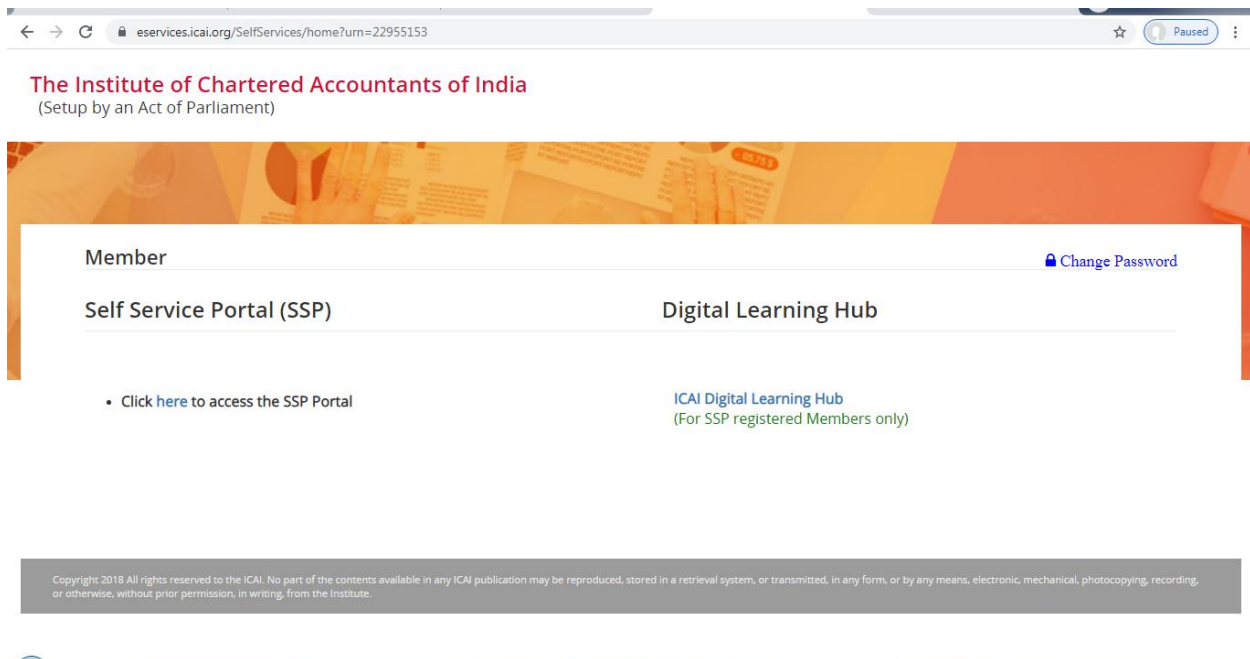 eservices.icai.org/SelfServices/home?urn=22955153
Paused
The Institute of Chartered Accountants of India
(Setup by an Act of Parliament)
05.75 $
Member
Change Password
Self Service Portal (SSP)
Digital Learning Hub
• Click here to access the SSP Portal
ICAI Digital Learning Hub
(For SSP registered Members only)
Copyright 2018 All rights reserved to the ICAI. No part of the contents available in any ICAI publication may be reproduced, stored in a retrieval system, or transmitted, in any form, or by any means, electronic, mechanical, photocopying, recording,
or otherwise, without prior permission, in writing, from the Institute.